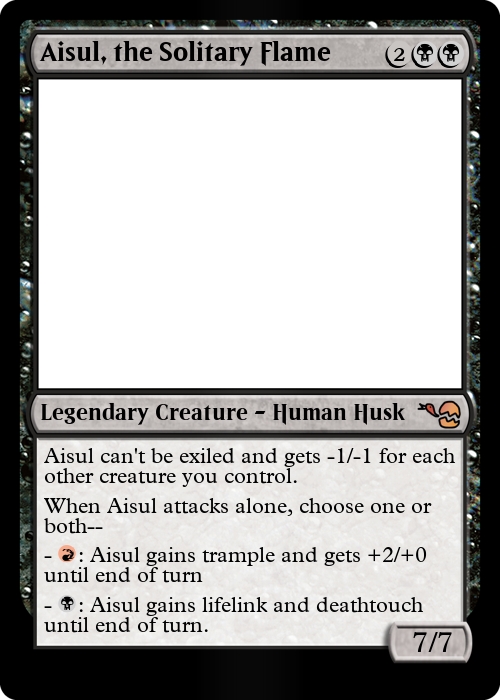 Aisul, the Solitary Flame 2
Legendary Creature - Human Husk
Aisul can't be exiled and gets -1/-1 for each
other creature you control.
When Aisul attacks alone, choose one or
both--
- : Aisul gains trample and gets +2/+0
until end of turn
- : Aisul gains lifelink and deathtouch
until end of turn.
7/7